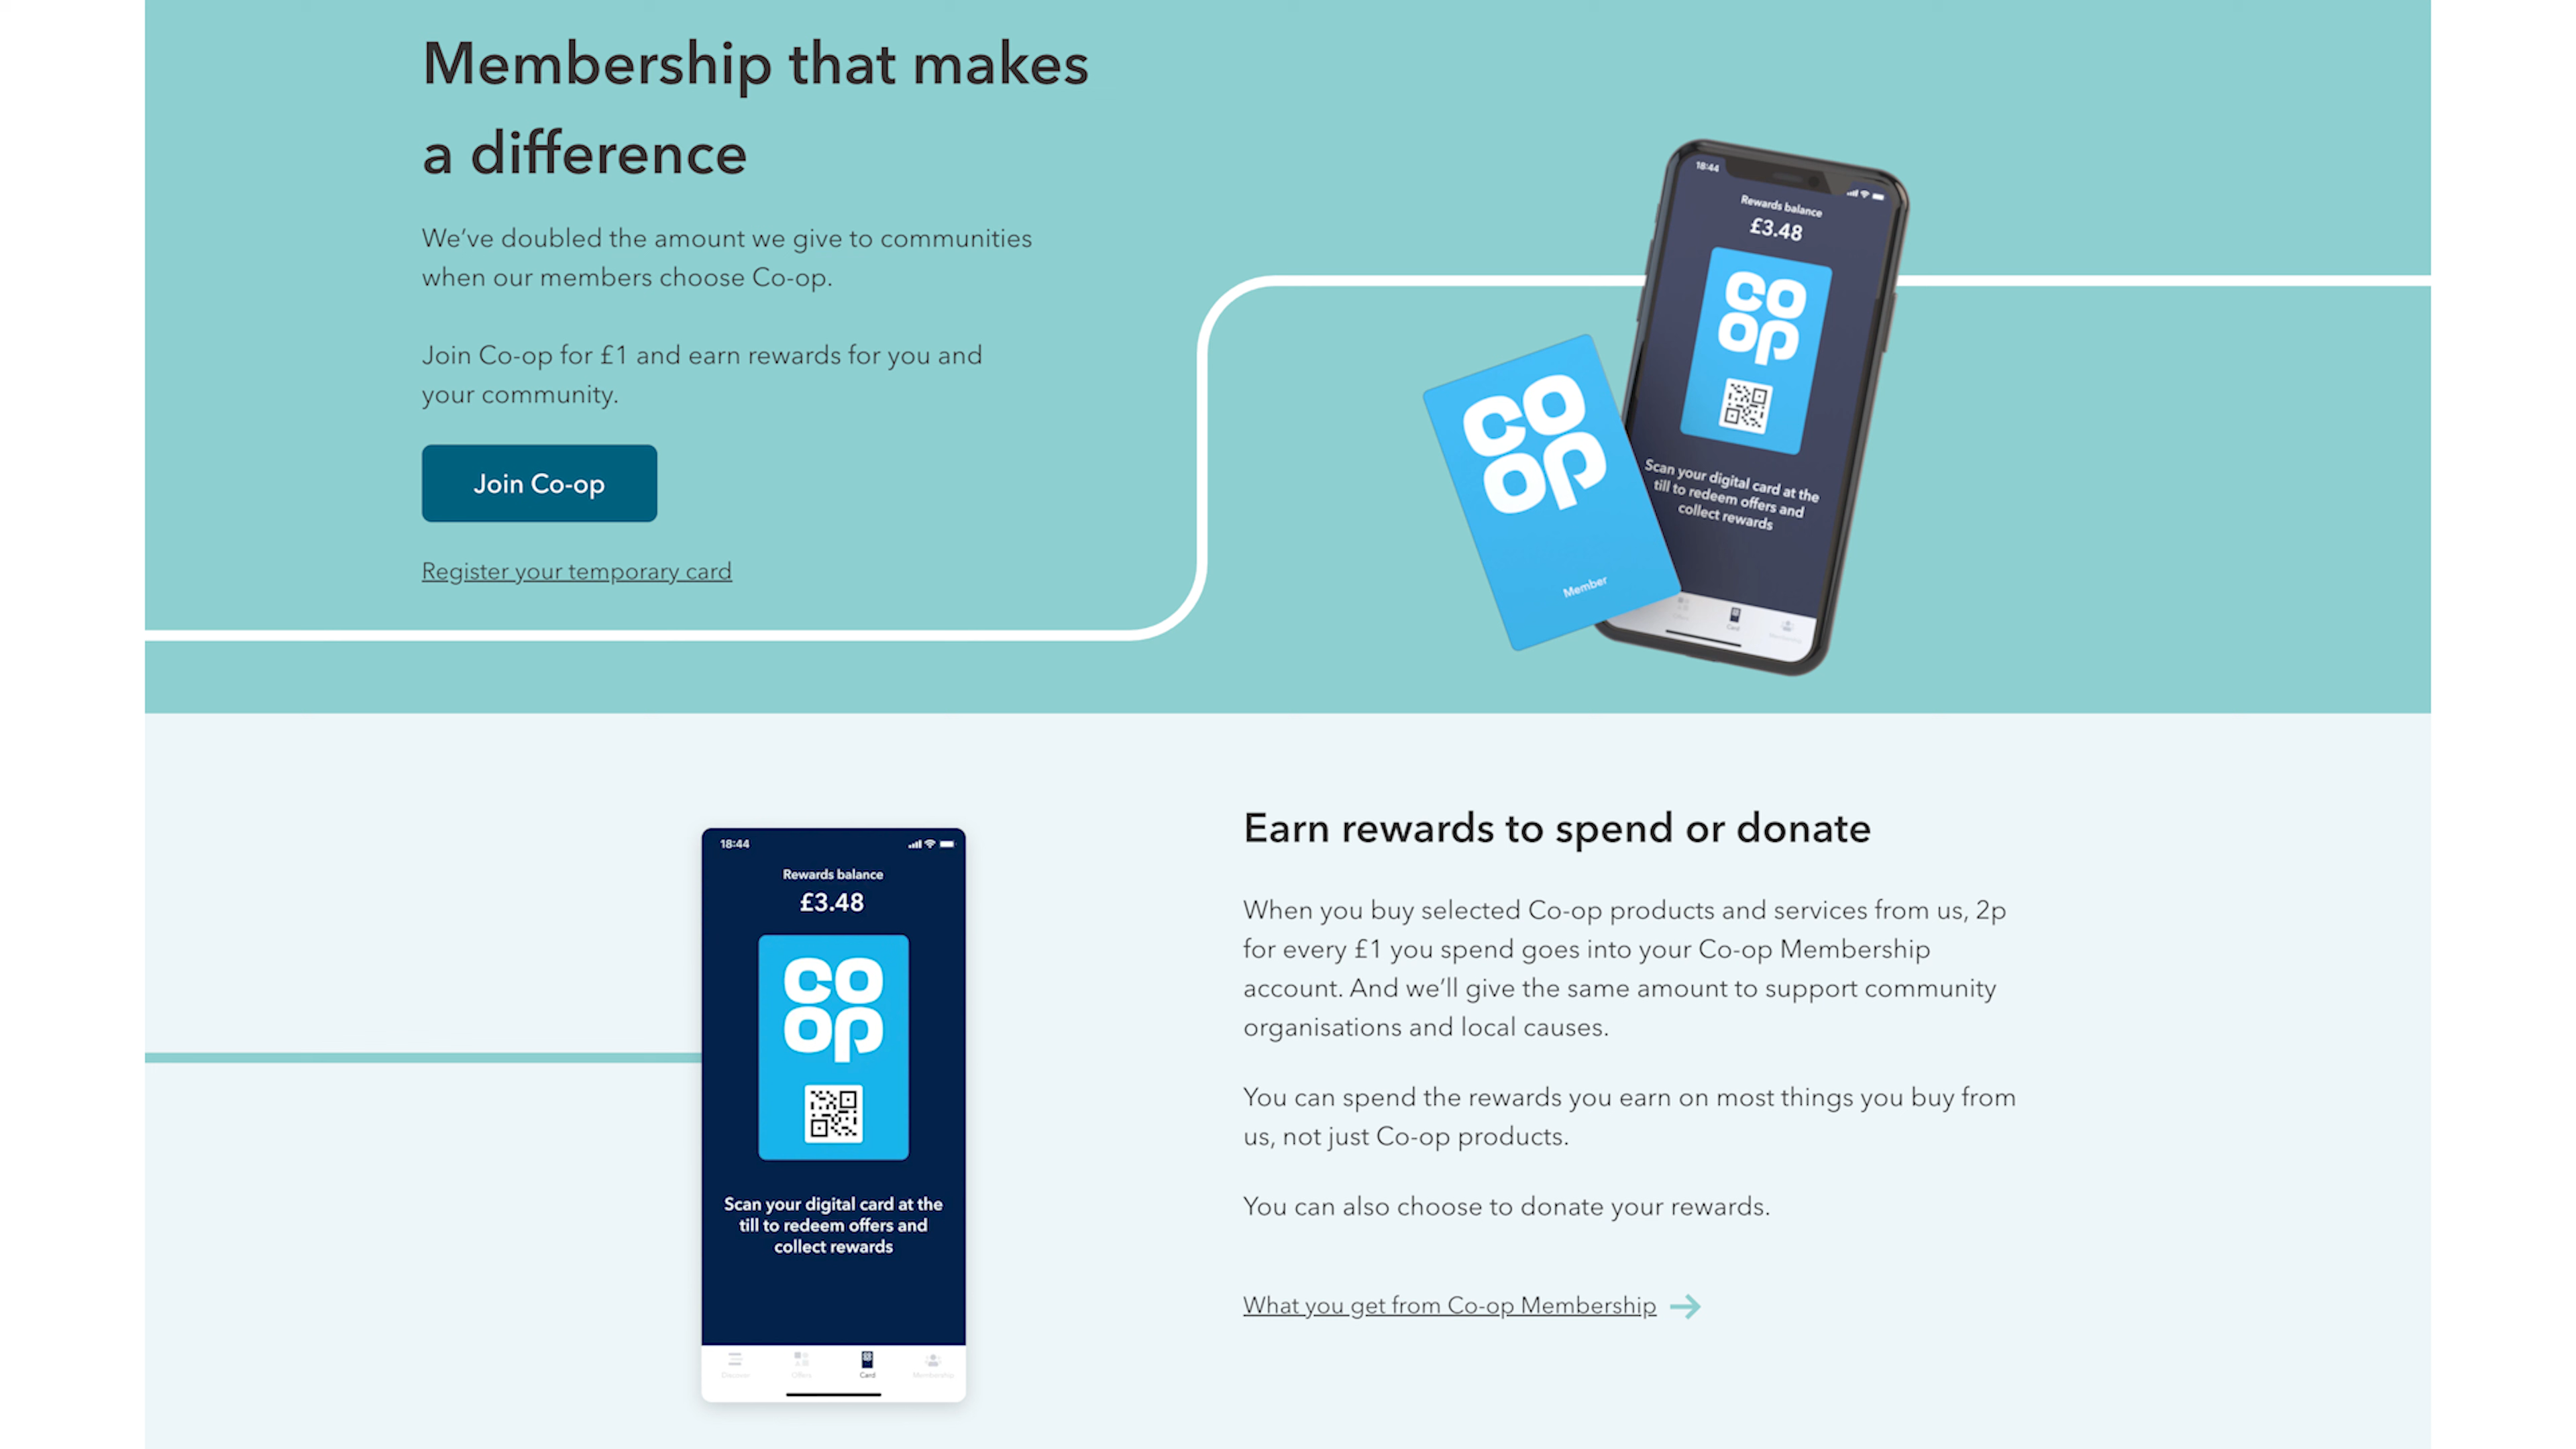 Membership that makes
a difference
We’ve doubled the amount we give to communities
when our members choose Co-op.
Join Co-op for £1 and earn rewards for you and
your community.
Join Co-op
Register your temporary card
co
op
Member
18:44
Rewards balance
£3.48
co
op
Scan your digital card at the
till to redeem offers and
collect rewards
Card
18:44
Rewards balance
£3.48
co
op
Scan your digital card at the
till to redeem offers and
collect rewards
Discover Offers Card Membership
Earn rewards to spend or donate
When you buy selected Co-op products and services from us, 2p
for every £1 you spend goes into your Co-op Membership
account. And we’ll give the same amount to support community
organisations and local causes.
You can spend the rewards you earn on most things you buy from
us, not just Co-op products.
You can also choose to donate your rewards.
What you get from Co-op Membership